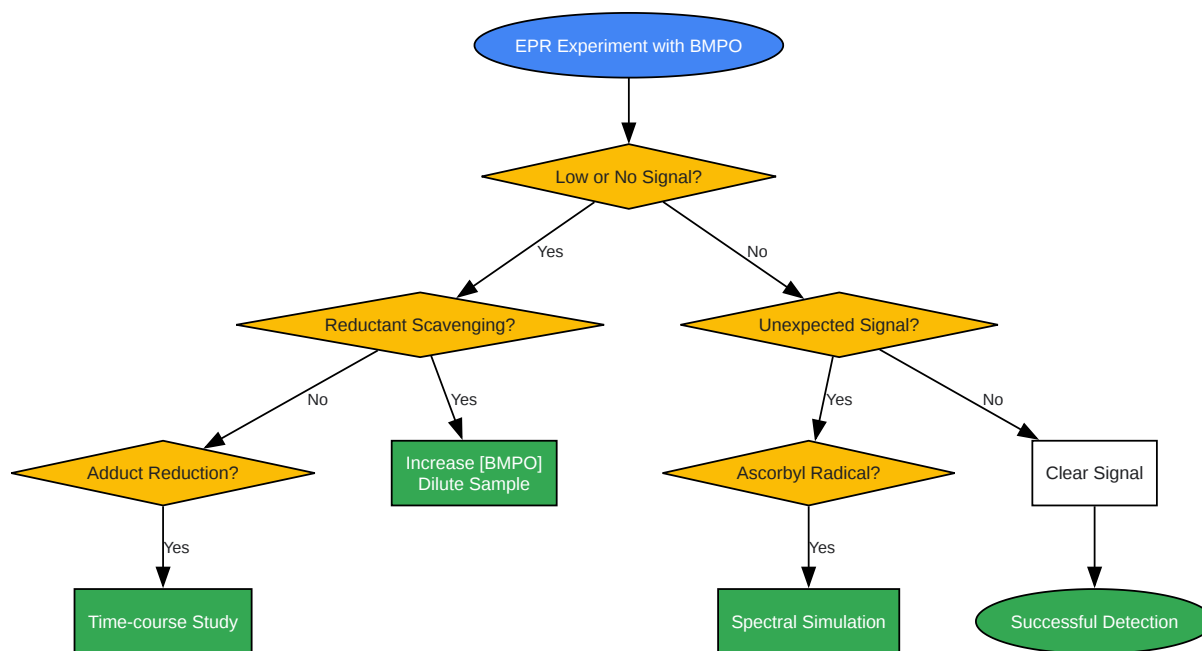 EPR Experiment with BMPO
Low or No Signal?
Yes
No
Reductant Scavenging?
Unexpected Signal?
No
Yes
Yes
No
Adduct Reduction?
Increase [BMPO]
Dilute Sample
Ascorbyl Radical?
Clear Signal
Yes
Yes
Time-course Study
Spectral Simulation
Successful Detection